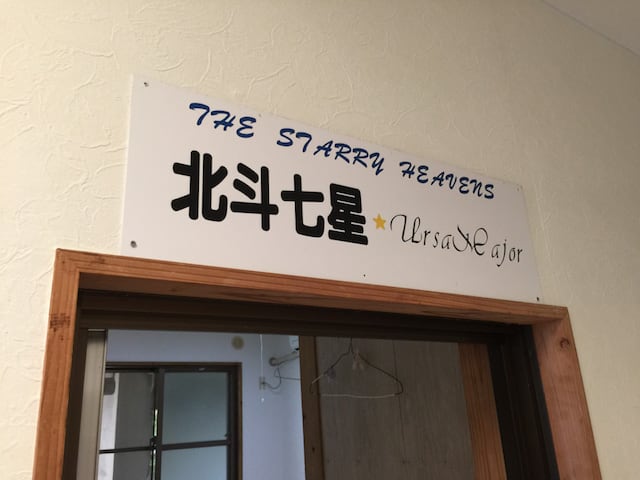 THE STARRY HEAVENS
北斗七星★UrsaMajor